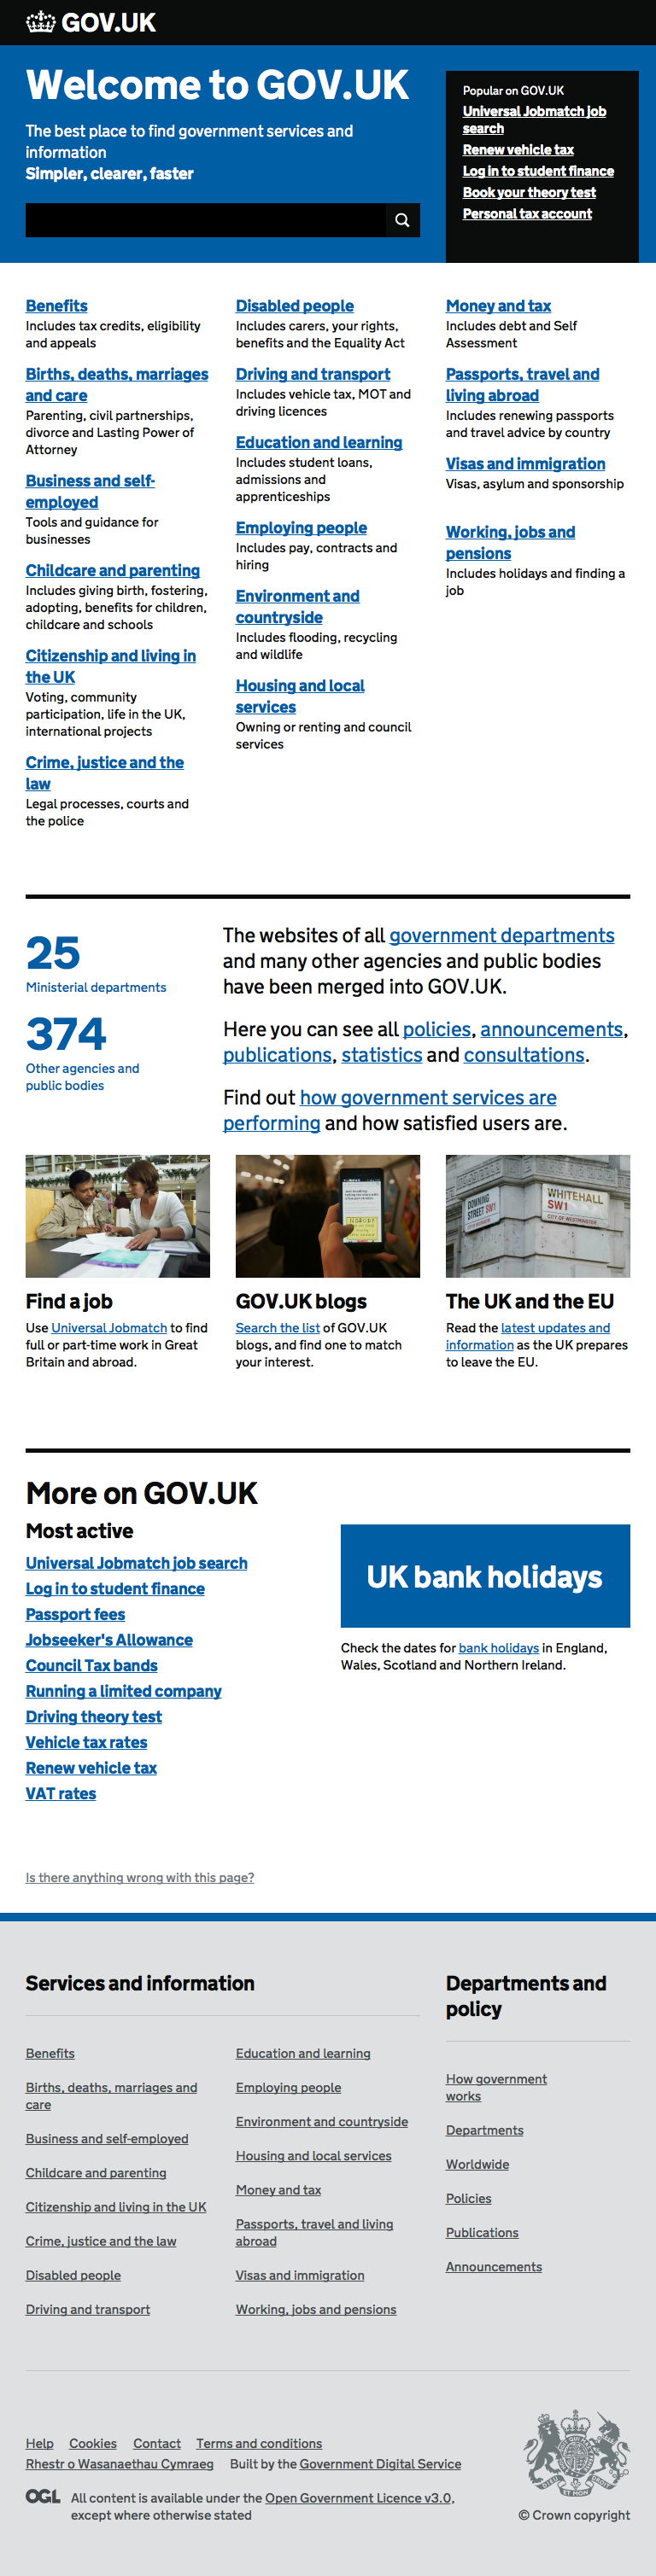 GOV.UK
Welcome to GOV.UK
The best place to find government services and
information
Simpler, clearer, faster
Popular on GOV.UK
Universal Jobmatch job
search
Renew vehicle tax
Log in to student finance
Book your theory test
Personal tax account
Benefits
Includes tax credits, eligibility
and appeals
Births, deaths, marriages
and care
Parenting, civil partnerships,
divorce and Lasting Power of
Attorney
Business and self-
employed
Tools and guidance for
businesses
Childcare and parenting
Includes giving birth, fostering,
adopting, benefits for children,
childcare and schools
Citizenship and living in
the UK
Voting, community
participation, life in the UK,
international projects
Crime, justice and the
law
Legal processes, courts and
the police
Disabled people
Includes carers, your rights,
benefits and the Equality Act
Driving and transport
Includes vehicle tax, MOT and
driving licences
Education and learning
Includes student loans,
admissions and
apprenticeships
Employing people
Includes pay, contracts and
hiring
Environment and
countryside
Includes flooding, recycling
and wildlife
Housing and local
services
Owning or renting and council
services
Money and tax
Includes debt and Self
Assessment
Passports, travel and
living abroad
Includes renewing passports
and travel advice by country
Visas and immigration
Visas, asylum and sponsorship
Working, jobs and
pensions
Includes holidays and finding a
job
25
Ministerial departments
374
Other agencies and
public bodies
The websites of all government departments
and many other agencies and public bodies
have been merged into GOV.UK.
Here you can see all policies, announcements,
publications, statistics and consultations.
Find out how government services are
performing and how satisfied users are.
DOWNING
STREET SW1
WHITEHALL
SW1
CITY OF WESTMINSTER
Find a job
Use Universal Jobmatch to find
full or part-time work in Great
Britain and abroad.
GOV.UK blogs
Search the list of GOV.UK
blogs, and find one to match
your interest.
The UK and the EU
Read the latest updates and
information as the UK prepares
to leave the EU.
More on GOV.UK
Most active
Universal Jobmatch job search
Log in to student finance
Passport fees
Jobseeker's Allowance
Council Tax bands
Running a limited company
Driving theory test
Vehicle tax rates
Renew vehicle tax
VAT rates
UK bank holidays
Check the dates for bank holidays in England,
Wales, Scotland and Northern Ireland.
Is there anything wrong with this page?
Services and information
Benefits
Births, deaths, marriages and
care
Business and self-employed
Childcare and parenting
Citizenship and living in the UK
Crime, justice and the law
Disabled people
Driving and transport
Education and learning
Employing people
Environment and countryside
Housing and local services
Money and tax
Passports, travel and living
abroad
Visas and immigration
Working, jobs and pensions
Departments and
policy
How government
works
Departments
Worldwide
Policies
Publications
Announcements
Help Cookies Contact Terms and conditions
Rhestr o Wasanaethau Cymraeg Built by the Government Digital Service
OGL
All content is available under the Open Government Licence v3.0,
except where otherwise stated
© Crown copyright